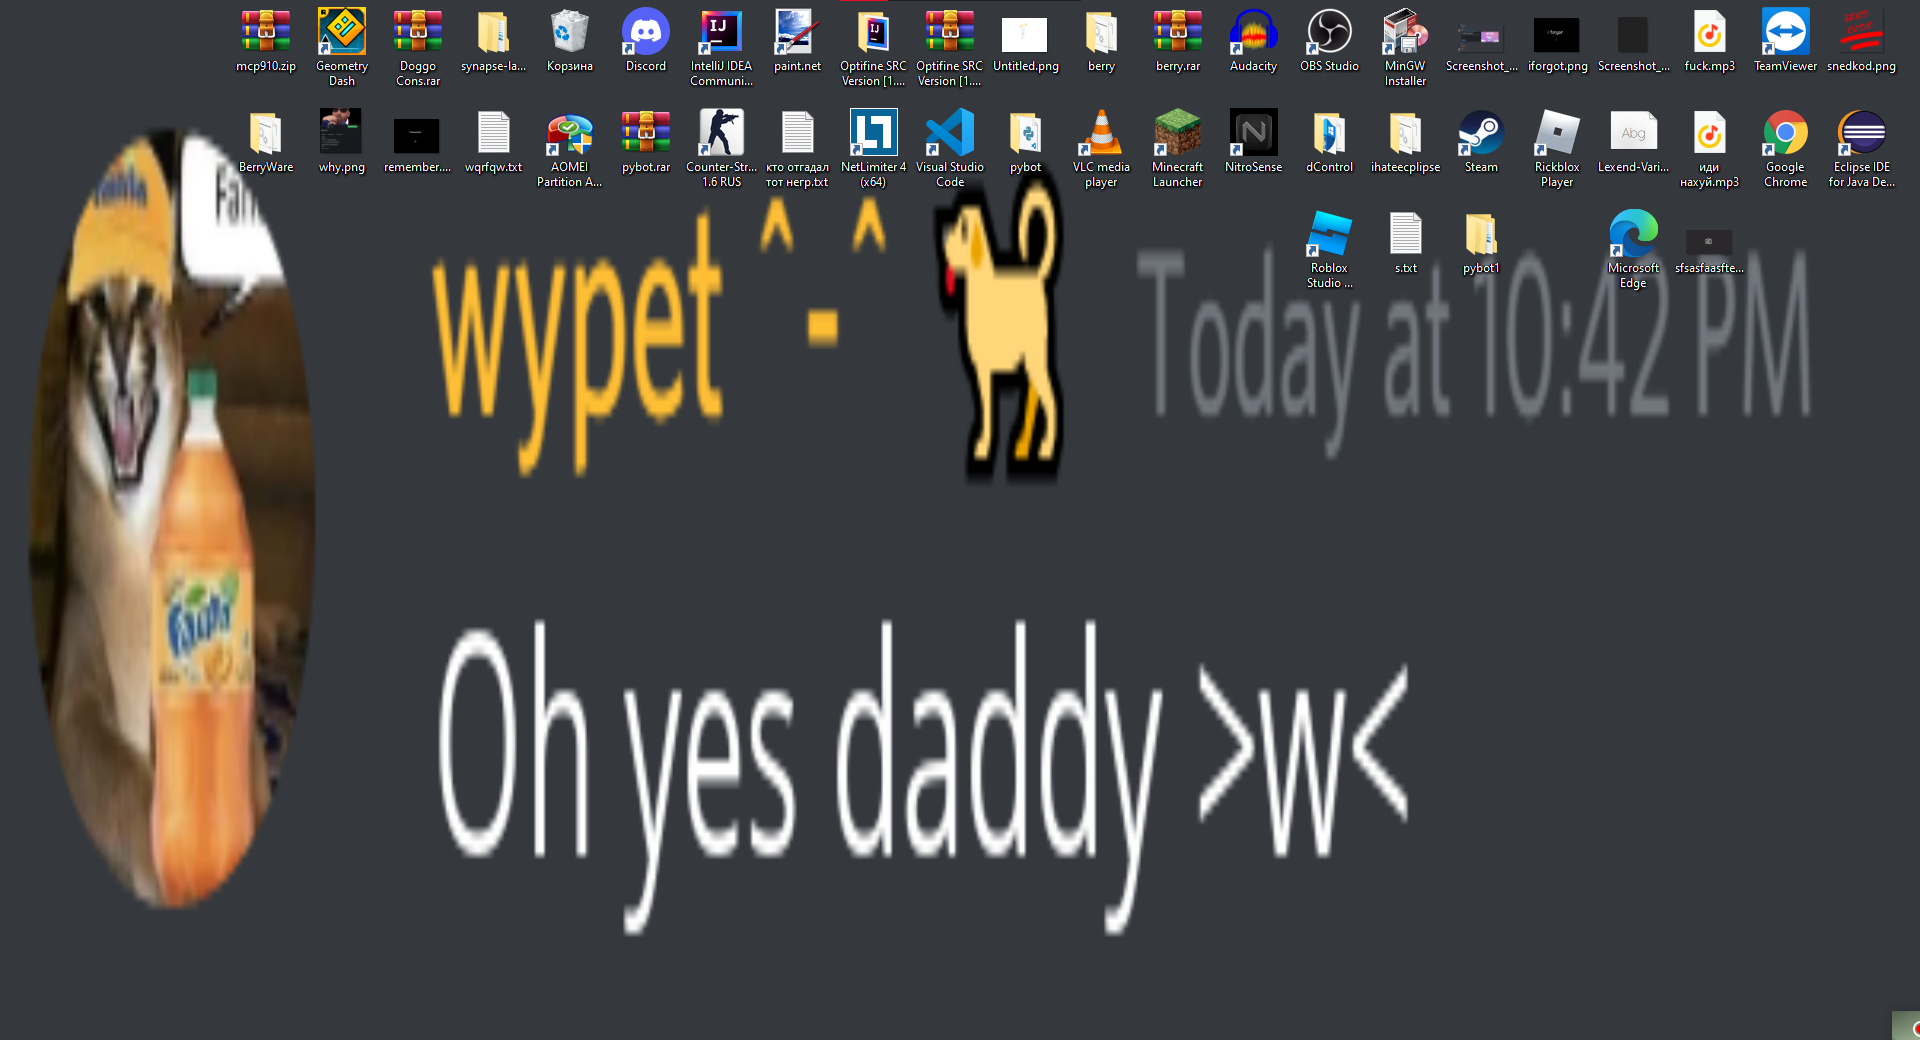 mcp910.zip
Geometry
Dash
Doggo
Cons.rar
synapse-la...
Корзина
Discord
IntelliJ IDEA
Communi...
paint.net
Optifine SRC
Version [1....
Optifine SRC
Version [1....
Untitled.png
berry
berry.rar
Audacity
OBS Studio
MinGW
Installer
Screenshot_...
iforgot.png
Screenshot_...
fuck.mp3
TeamViewer
snedkod.png
BerryWare
why.png
remember....
wqrfqw.txt
AOMEI
Partition A...
pybot.rar
Counter-Str...
1.6 RUS
кто отгадал
тот негр.txt
NetLimiter 4
(x64)
Visual Studio
Code
pybot
VLC media
player
Minecraft
Launcher
NitroSense
dControl
ihateecplipse
Steam
Rickblox
Player
Abg
Lexend-Vari...
иди
нахуй.mp3
Google
Chrome
Eclipse IDE
for Java De...
Roblox
Studio ...
s.txt
pybot1
Microsoft
Edge
sfsasfaasfte...
wypet ^-^ Today at 10:42 PM
Oh yes daddy >w<